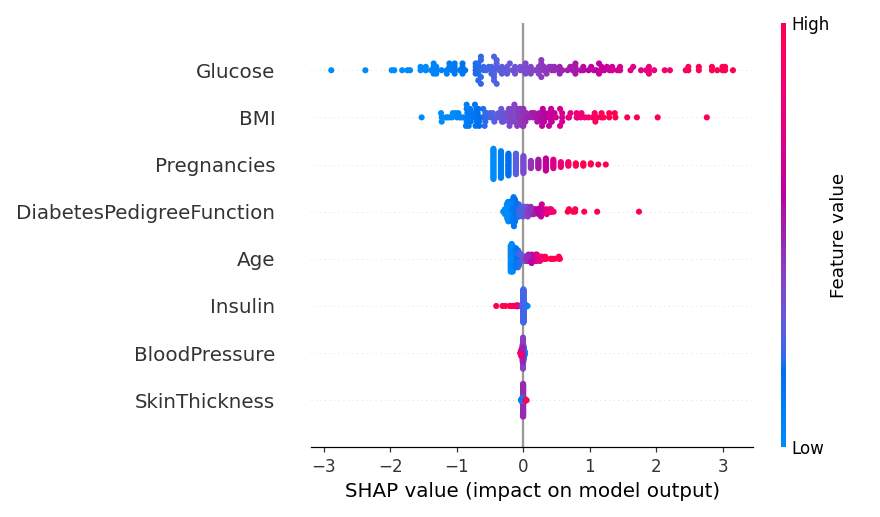 High
Glucose
BMI
Pregnancies
DiabetesPedigreeFunction
Age
Insulin
BloodPressure
SkinThickness
Feature value
Low
−3 −2 −1 0 1 2 3
SHAP value (impact on model output)